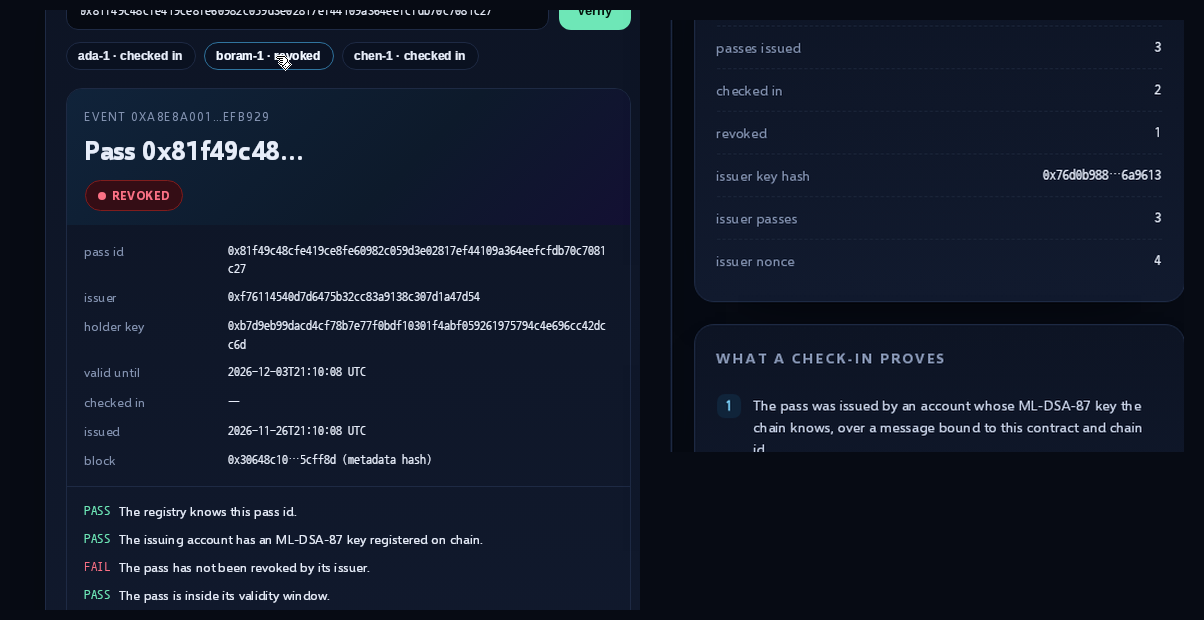 0x81f49c48cfe419ce8fe60982c059d3e02817ef44109a364eefcfdb70c7081c27
Verify
ada-1 · checked in
boram-1 · revoked
chen-1 · checked in
EVENT 0XA8E8A001…EFB929
Pass 0x81f49c48…
REVOKED
pass id
0x81f49c48cfe419ce8fe60982c059d3e02817ef44109a364eefcfdb70c7081
c27
issuer
0xf76114540d7d6475b32cc83a9138c307d1a47d54
holder key
0xb7d9eb99dacd4cf78b7e77f0bdf10301f4abf059261975794c4e696cc42dc
c6d
valid until
2026-12-03T21:10:08 UTC
checked in
—
issued
2026-11-26T21:10:08 UTC
block
0x30648c10…5cff8d (metadata hash)
PASS The registry knows this pass id.
PASS The issuing account has an ML-DSA-87 key registered on chain.
FAIL The pass has not been revoked by its issuer.
PASS The pass is inside its validity window.
passes issued
3
checked in
2
revoked
1
issuer key hash
0x76d0b988…6a9613
issuer passes
3
issuer nonce
4
WHAT A CHECK-IN PROVES
1
The pass was issued by an account whose ML-DSA-87 key the
chain knows, over a message bound to this contract and chain
id.